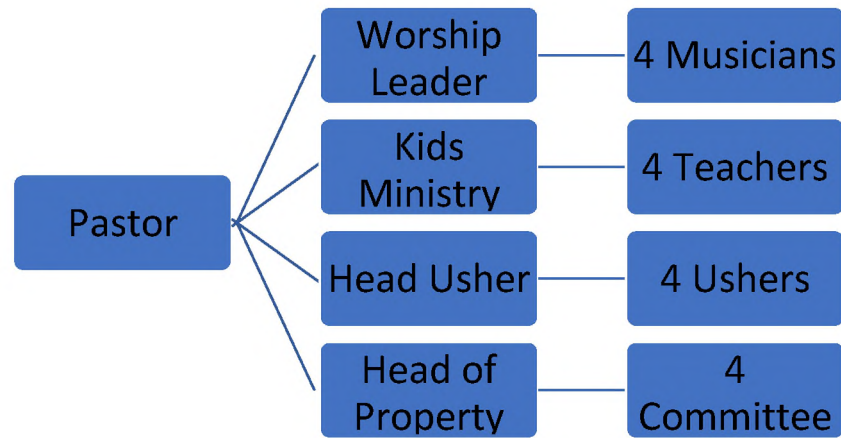 Pastor
Worship
Leader
4 Musicians
Kids
Ministry
4 Teachers
Head Usher
4 Ushers
Head of
Property
4
Committee